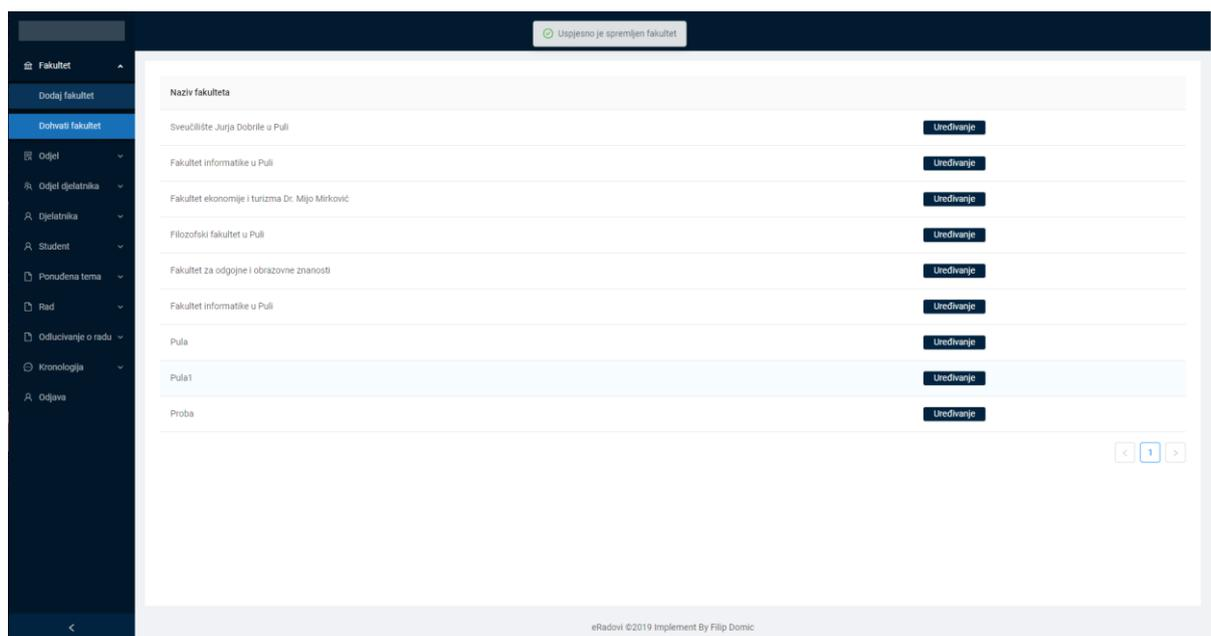 Uspjesno je spremljen fakultet
Fakultet
Dodaj fakultet
Dohvati fakultet
Odjel
Odjel djelatnika
Djelatnika
Student
Ponuđena tema
Rad
Odlucivanje o radu
Kronologija
Odjava
Naziv fakulteta
Sveučilište Jurja Dobrile u Puli Uređivanje
Fakultet informatike u Puli Uređivanje
Fakultet ekonomije i turizma Dr. Mijo Mirković Uređivanje
Filozofski fakultet u Puli Uređivanje
Fakultet za odgojne i obrazovne znanosti Uređivanje
Fakultet informatike u Puli Uređivanje
Pula Uređivanje
Pula1 Uređivanje
Proba Uređivanje
< 1 >
<
eRadovi ©2019 Implement By Filip Domic